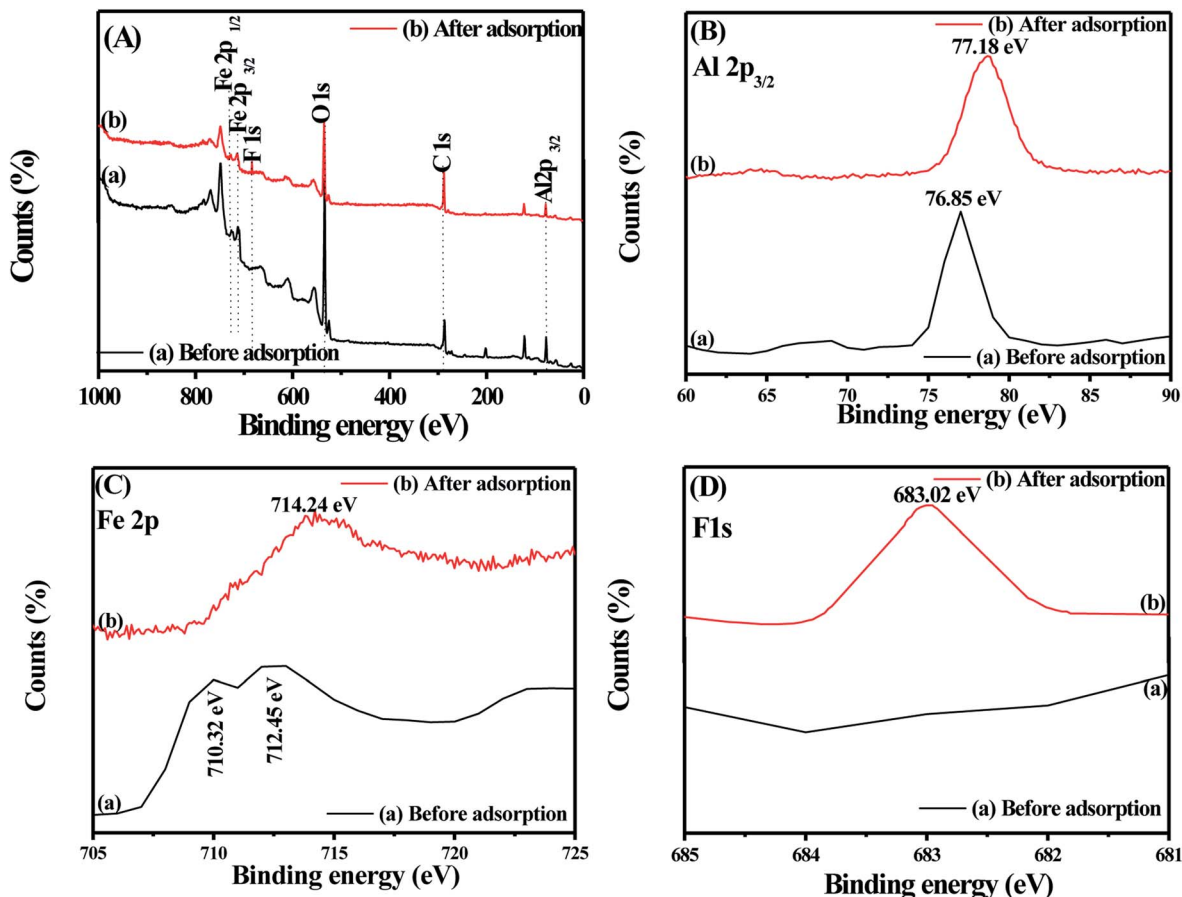 (A)
(b) After adsorption
Fe 2p 1/2
Fe 2p 3/2
F 1s
O 1s
C 1s
Al2p 3/2
(b)
(a)
(a) Before adsorption
Counts (%)
1000 800 600 400 200 0
Binding energy (eV)
(B)
(b) After adsorption
77.18 eV
Al 2p3/2
(b)
76.85 eV
(a)
(a) Before adsorption
Counts (%)
60 65 70 75 80 85 90
Binding energy (eV)
(C)
(b) After adsorption
714.24 eV
Fe 2p
(b)
710.32 eV
712.45 eV
(a)
(a) Before adsorption
Counts (%)
705 710 715 720 725
Binding energy (eV)
(D)
(b) After adsorption
683.02 eV
F1s
(b)
(a)
(a) Before adsorption
Counts (%)
685 684 683 682 681
Binding energy (eV)